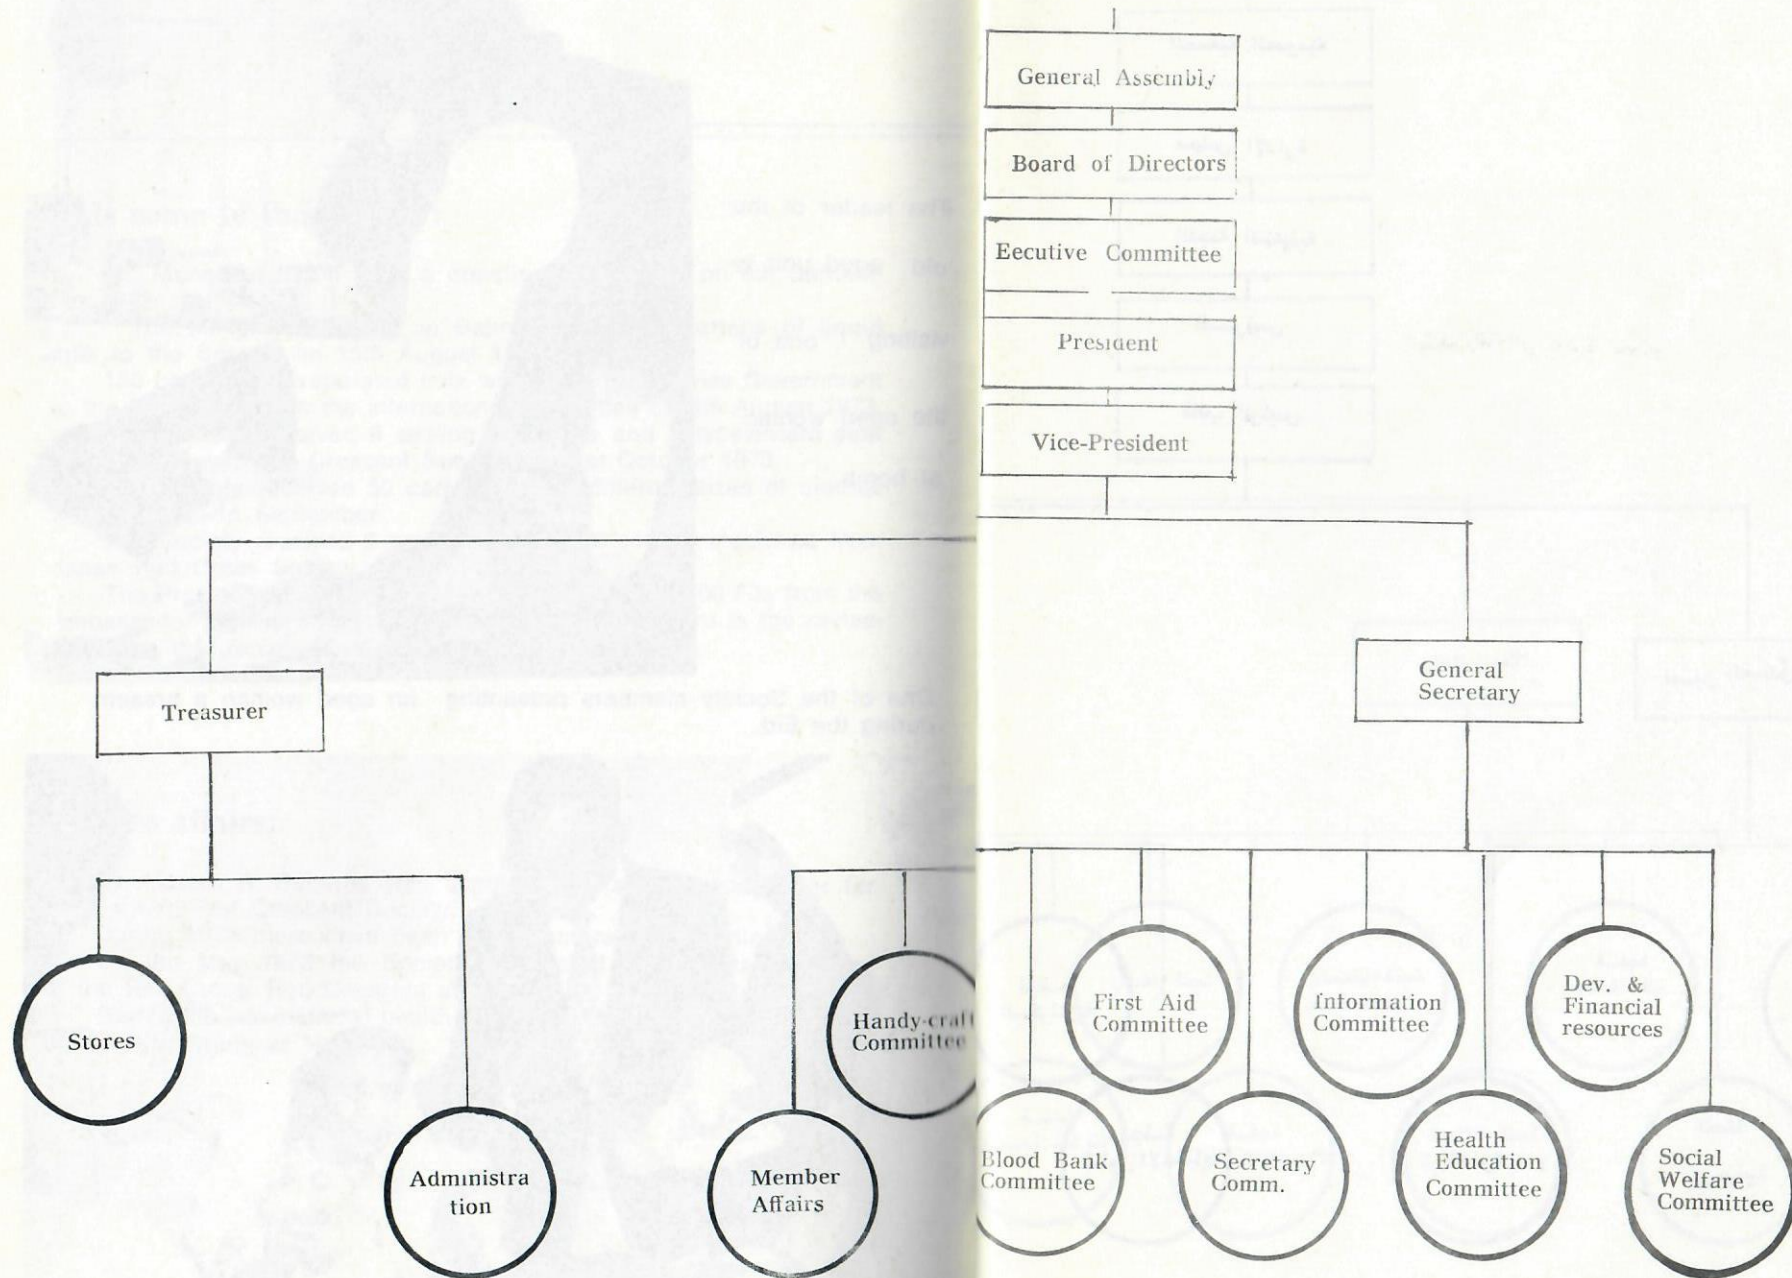 General Assembly
Board of Directors
Eecutive Committee
President
Vice-President
Treasurer
General
Secretary
Stores
Administra
tion
Member
Affairs
Handy-craft
Committee
Blood Bank
Committee
First Aid
Committee
Secretary
Comm.
Information
Committee
Health
Education
Committee
Dev. &
Financial
resources
Social
Welfare
Committee